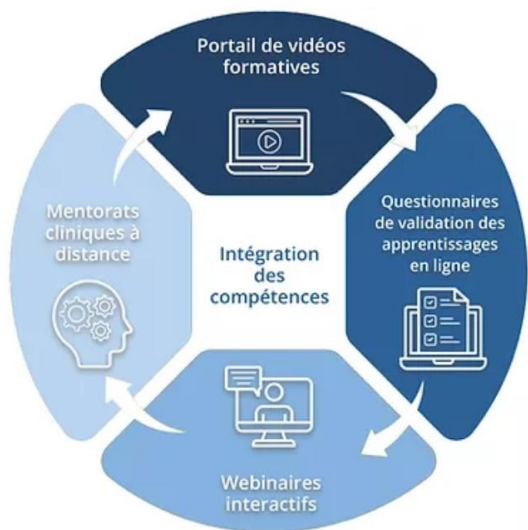 Portail de vidéos
formatives
Questionnaires
de validation des
apprentissages
en ligne
Webinaires
interactifs
Mentorats
cliniques à
distance
Intégration
des
compétences